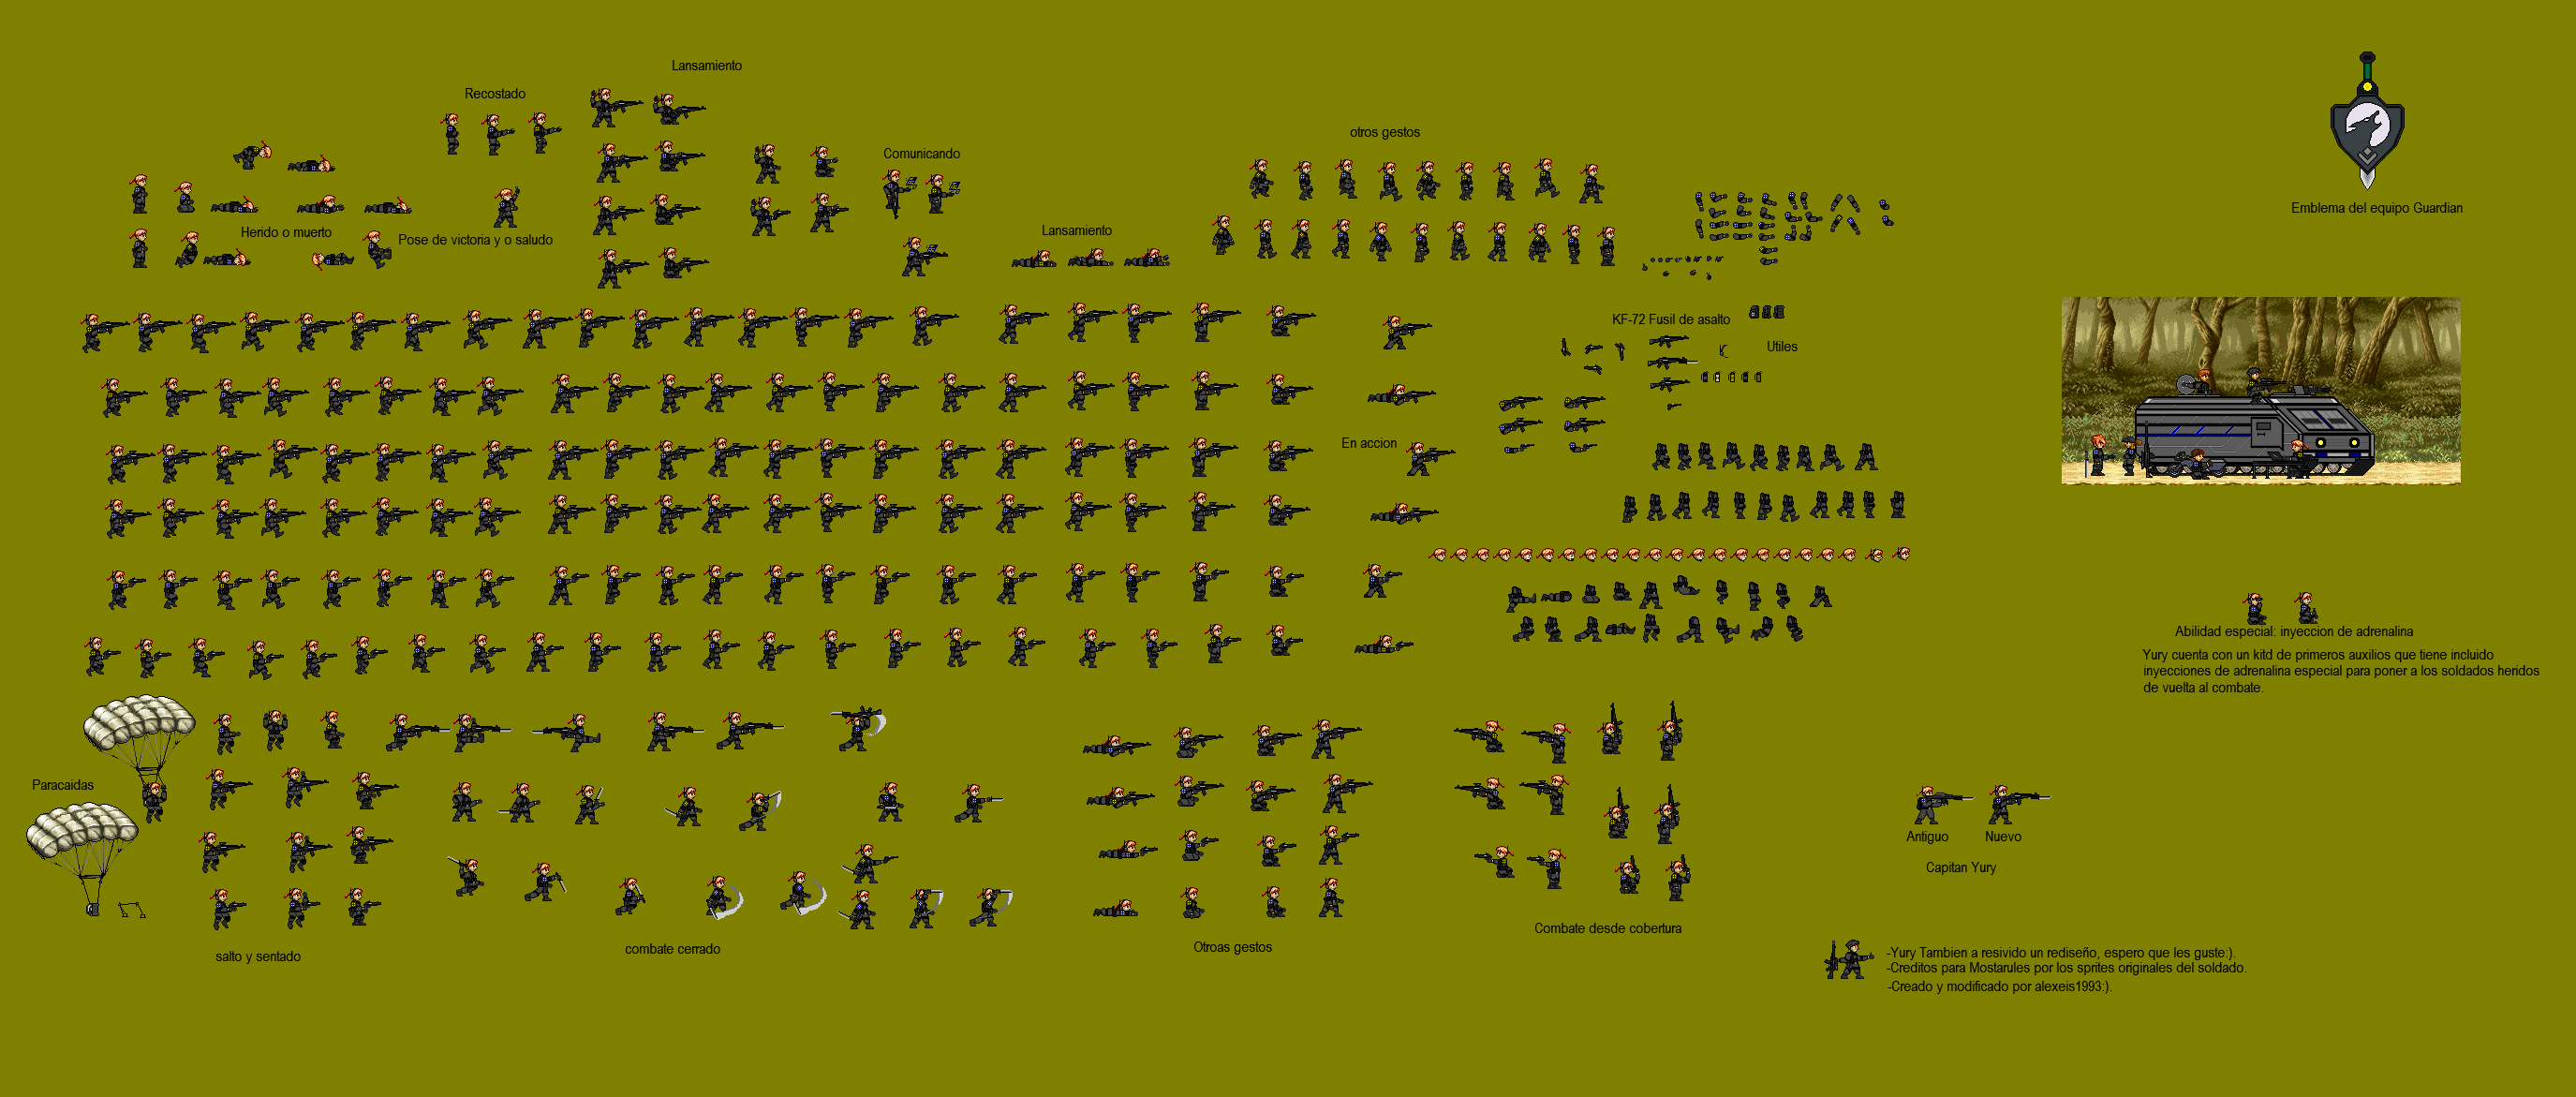 Lansamiento
Recostado
otros gestos
Comunicando
Emblema del equipo Guardian
Herido o muerto
Pose de victoria y o saludo
Lansamiento
KF-72 Fusil de asalto
Utiles
En accion
Abilidad especial: inyeccion de adrenalina
Yury cuenta con un kitd de primeros auxilios que tiene incluido
inyecciones de adrenalina especial para poner a los soldados heridos
de vuelta al combate.
Paracaidas
Antiguo
Nuevo
Capitan Yury
Combate desde cobertura
Otroas gestos
combate cerrado
salto y sentado
-Yury Tambien a resivido un rediseño, espero que les guste:).
-Creditos para Mostarules por los sprites originales del soldado.
-Creado y modificado por alexeis1993:).